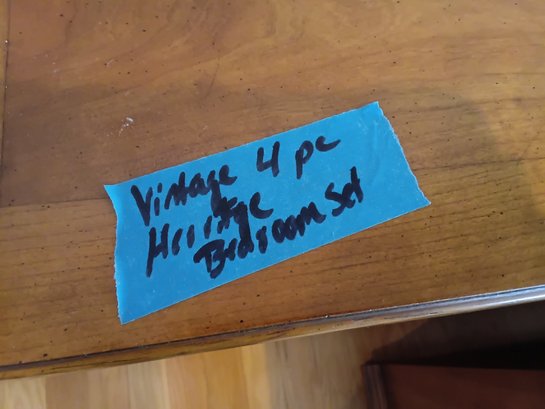 Vintage 4 pc
Heritage
Bedroom Set